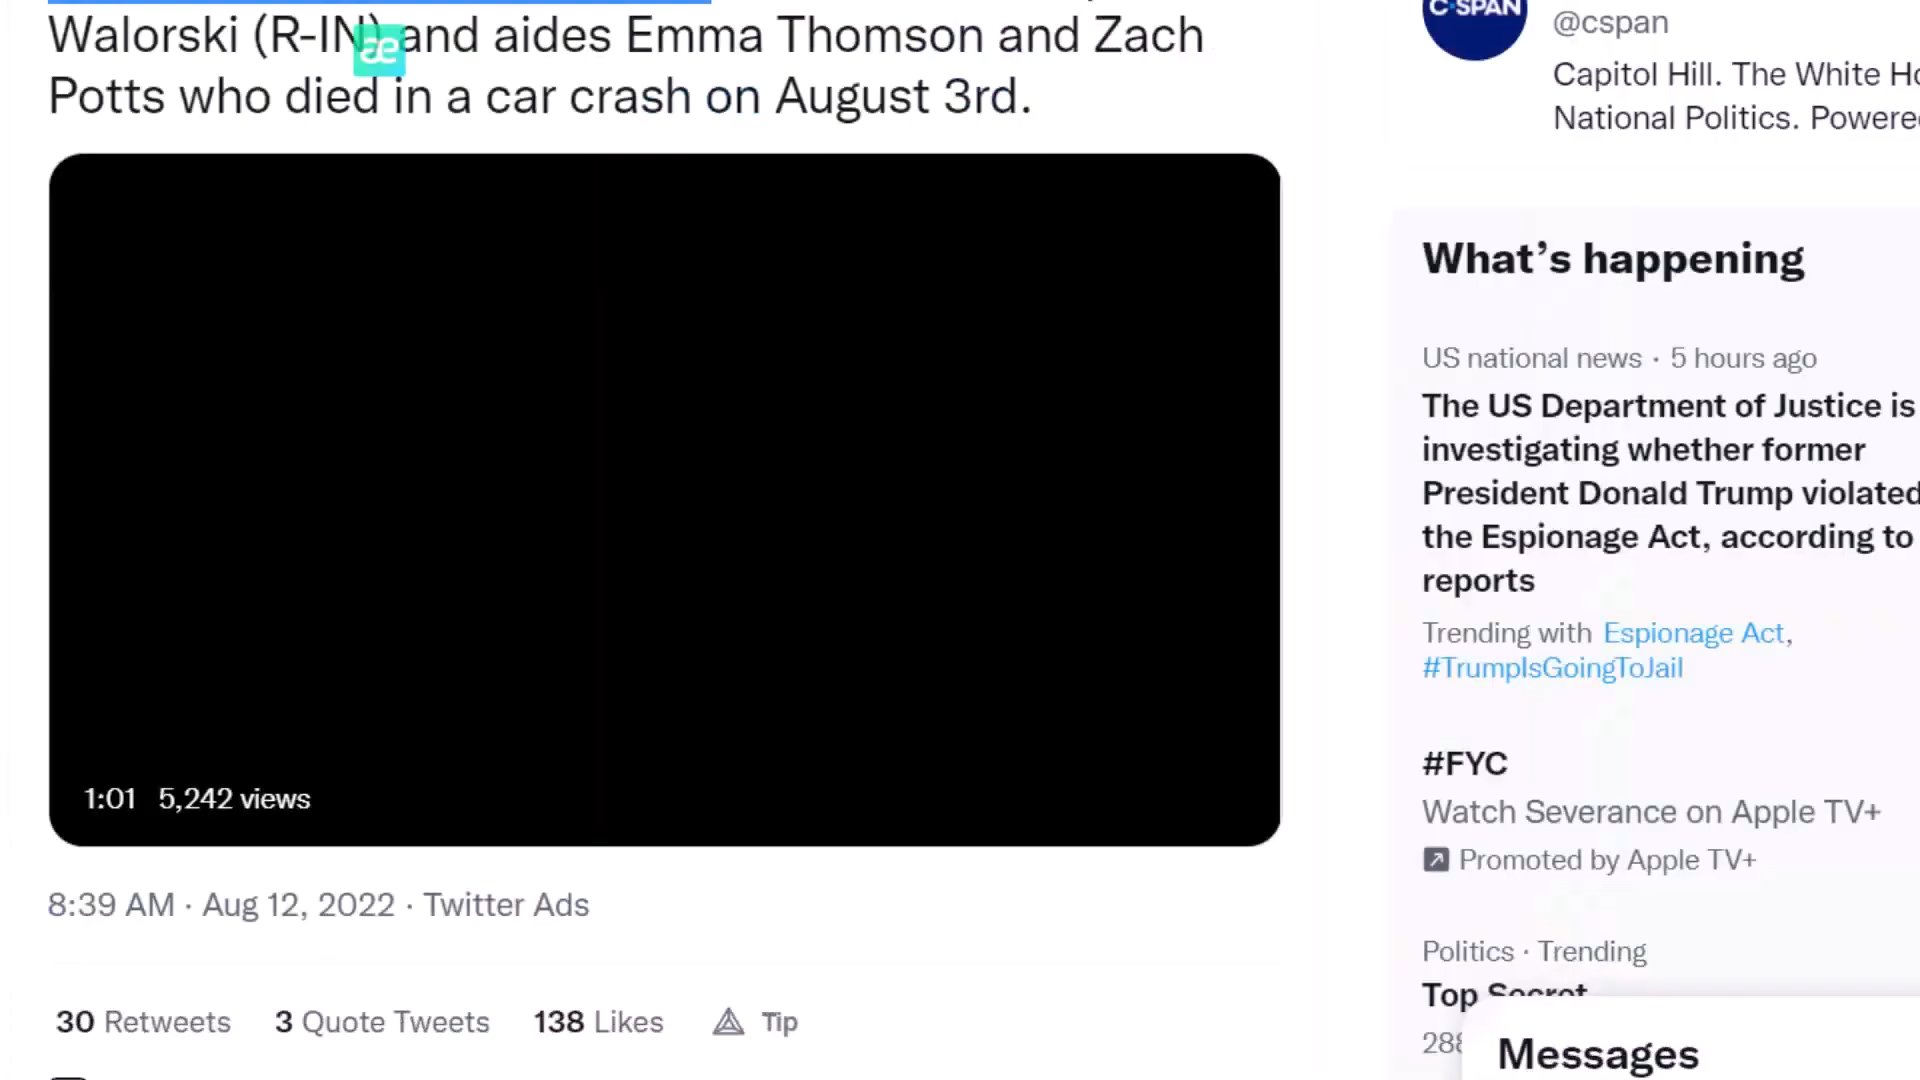 Walorski (R-IN) and aides Emma Thomson and Zach
Potts who died in a car crash on August 3rd.
æ
1:01 5,242 views
8:39 AM · Aug 12, 2022 · Twitter Ads
30 Retweets 3 Quote Tweets 138 Likes Tip
C-SPAN
@cspan
Capitol Hill. The White
National Politics.
What's happening
US national news · 5 hours ago
The US Department of Justice is
investigating whether former
President Donald Trump violated
the Espionage Act, according to
reports
Trending with Espionage Act,
#TrumpIsGoingToJail
#FYC
Watch Severance on Apple TV+
Promoted by Apple TV+
Politics · Trending
Top Secret
Messages